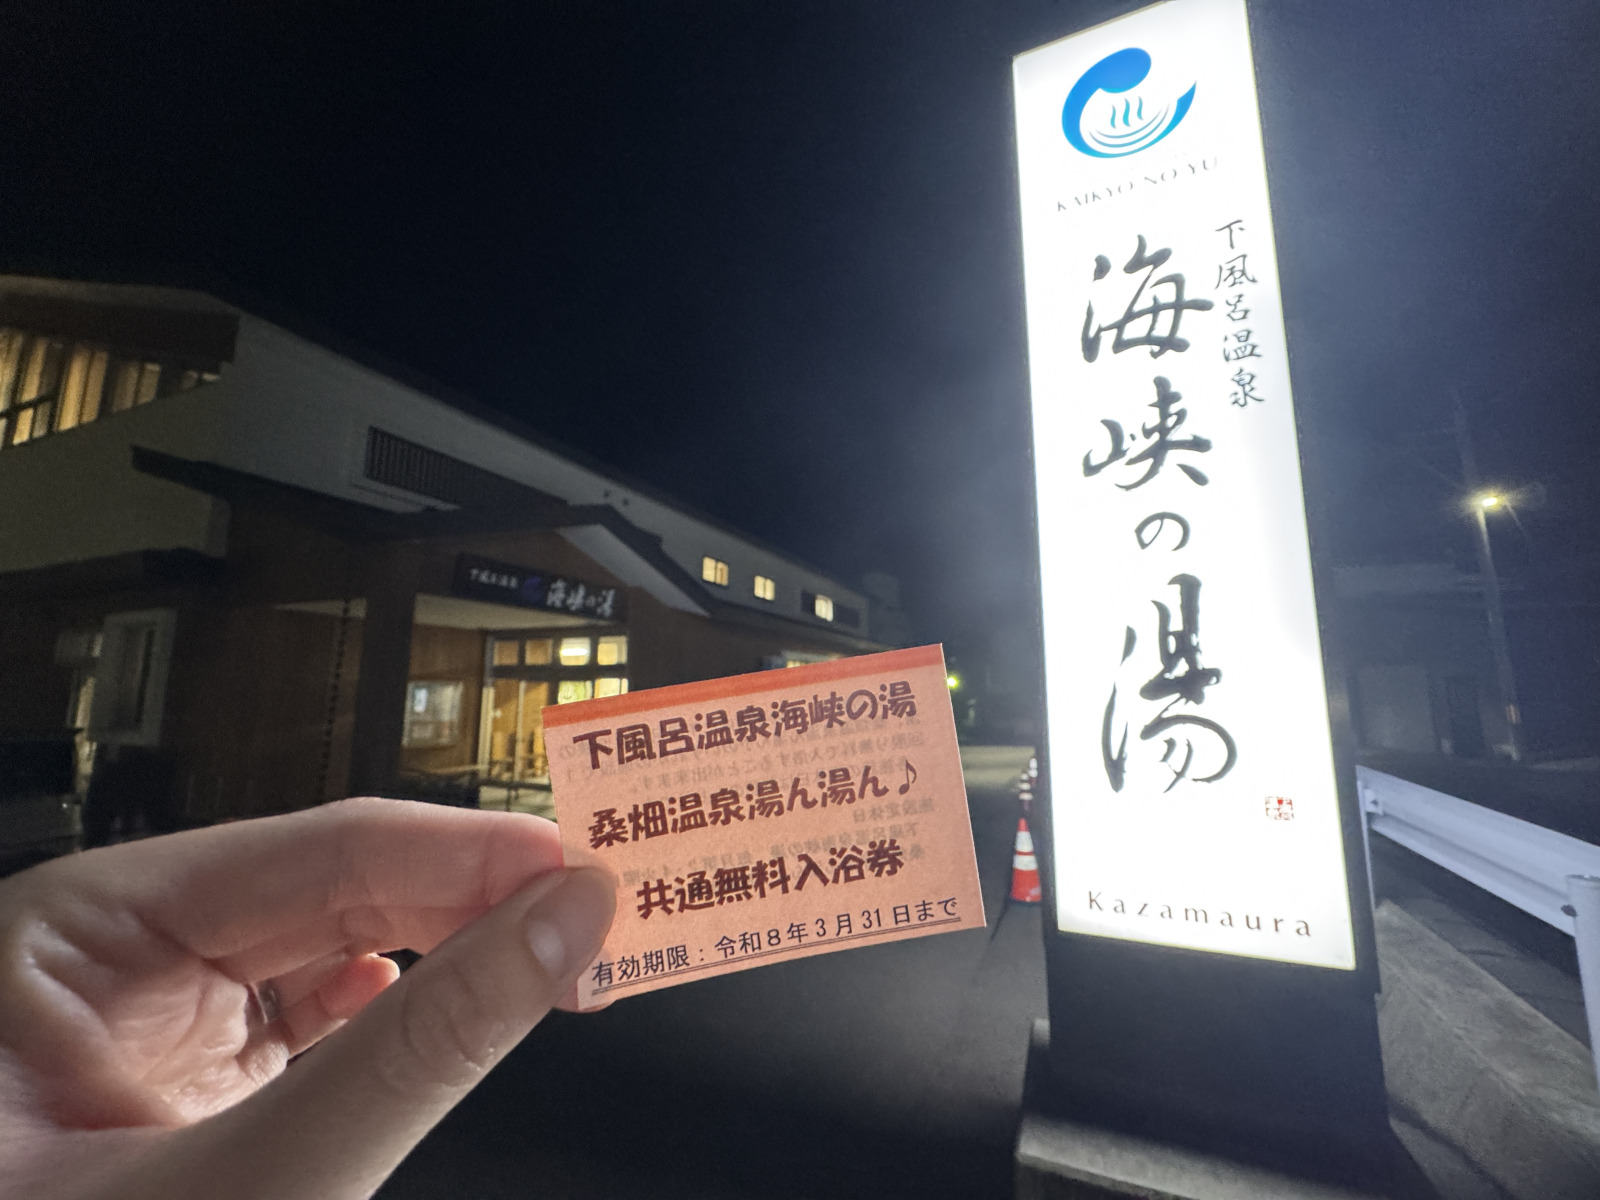 KAIKYO NO YU
下風呂温泉
海峡の湯
Kazamaura
下風呂温泉 海峡の湯
下風呂温泉海峡の湯
桑畑温泉湯ん湯ん♪
共通無料入浴券
有効期限：令和８年３月31日まで